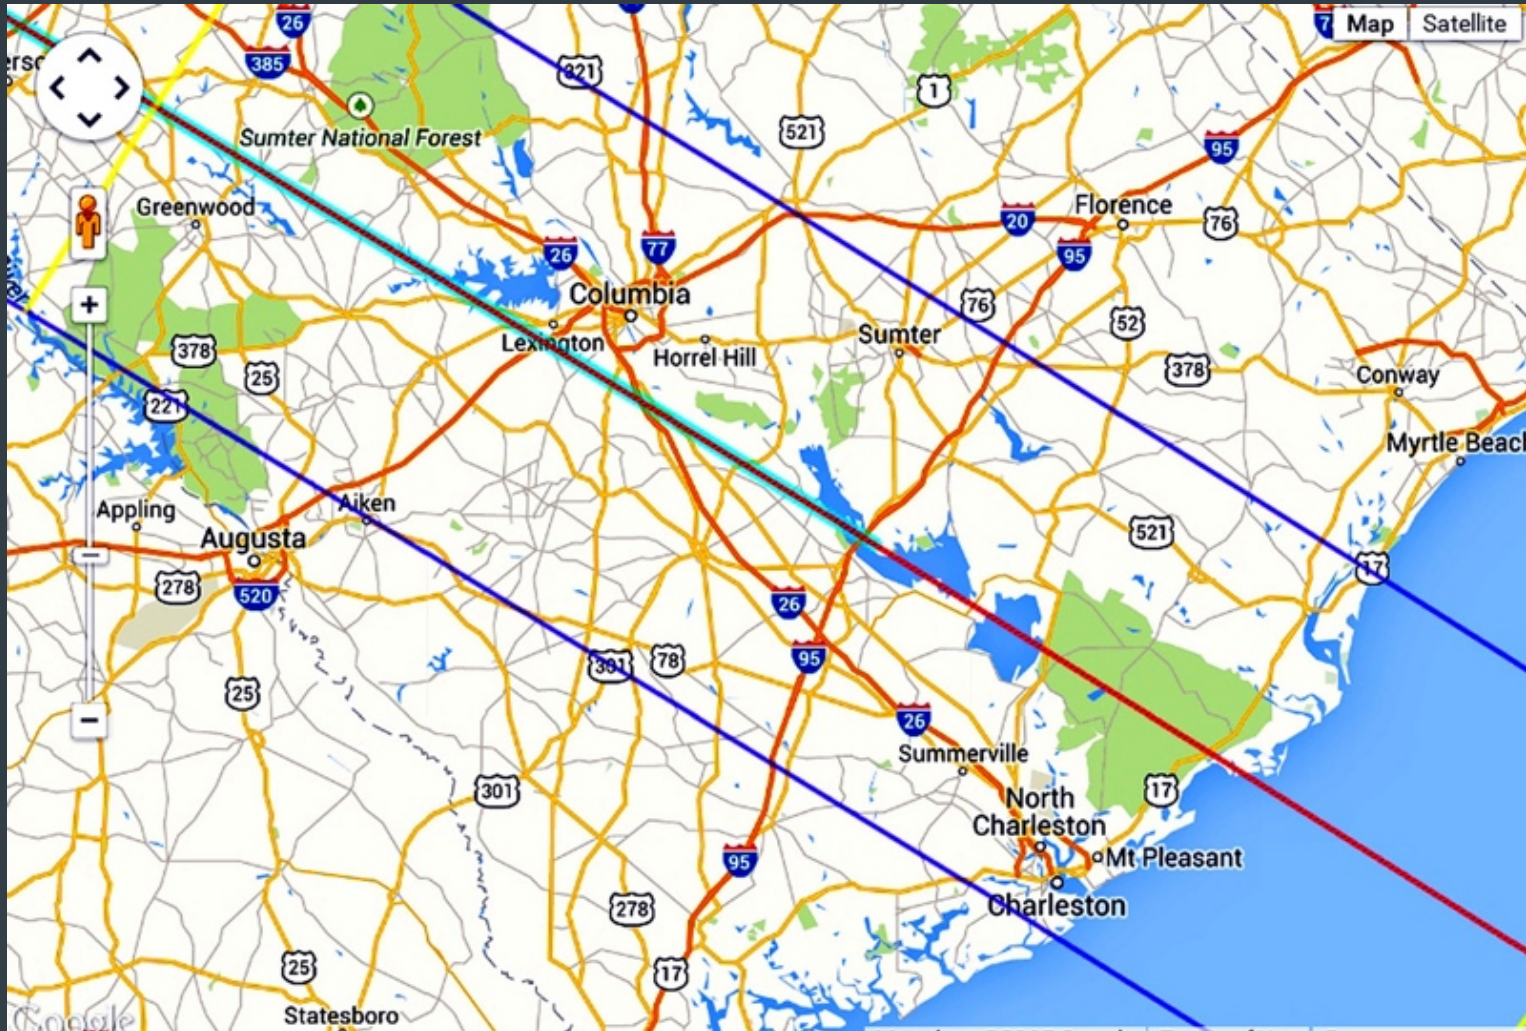 26
7
Map
Satellite
385
321
1
Sumter National Forest
521
95
Greenwood
Florence
20
76
26
77
95
Columbia
76
52
Sumter
Lexington
Horrel Hill
378
25
378
Conway
221
Myrtle Beach
Appling
Aiken
Augusta
521
17
278
520
26
301
78
95
25
26
Summerville
301
North
Charleston
17
95
Mt Pleasant
278
Charleston
25
17
Statesboro
Google